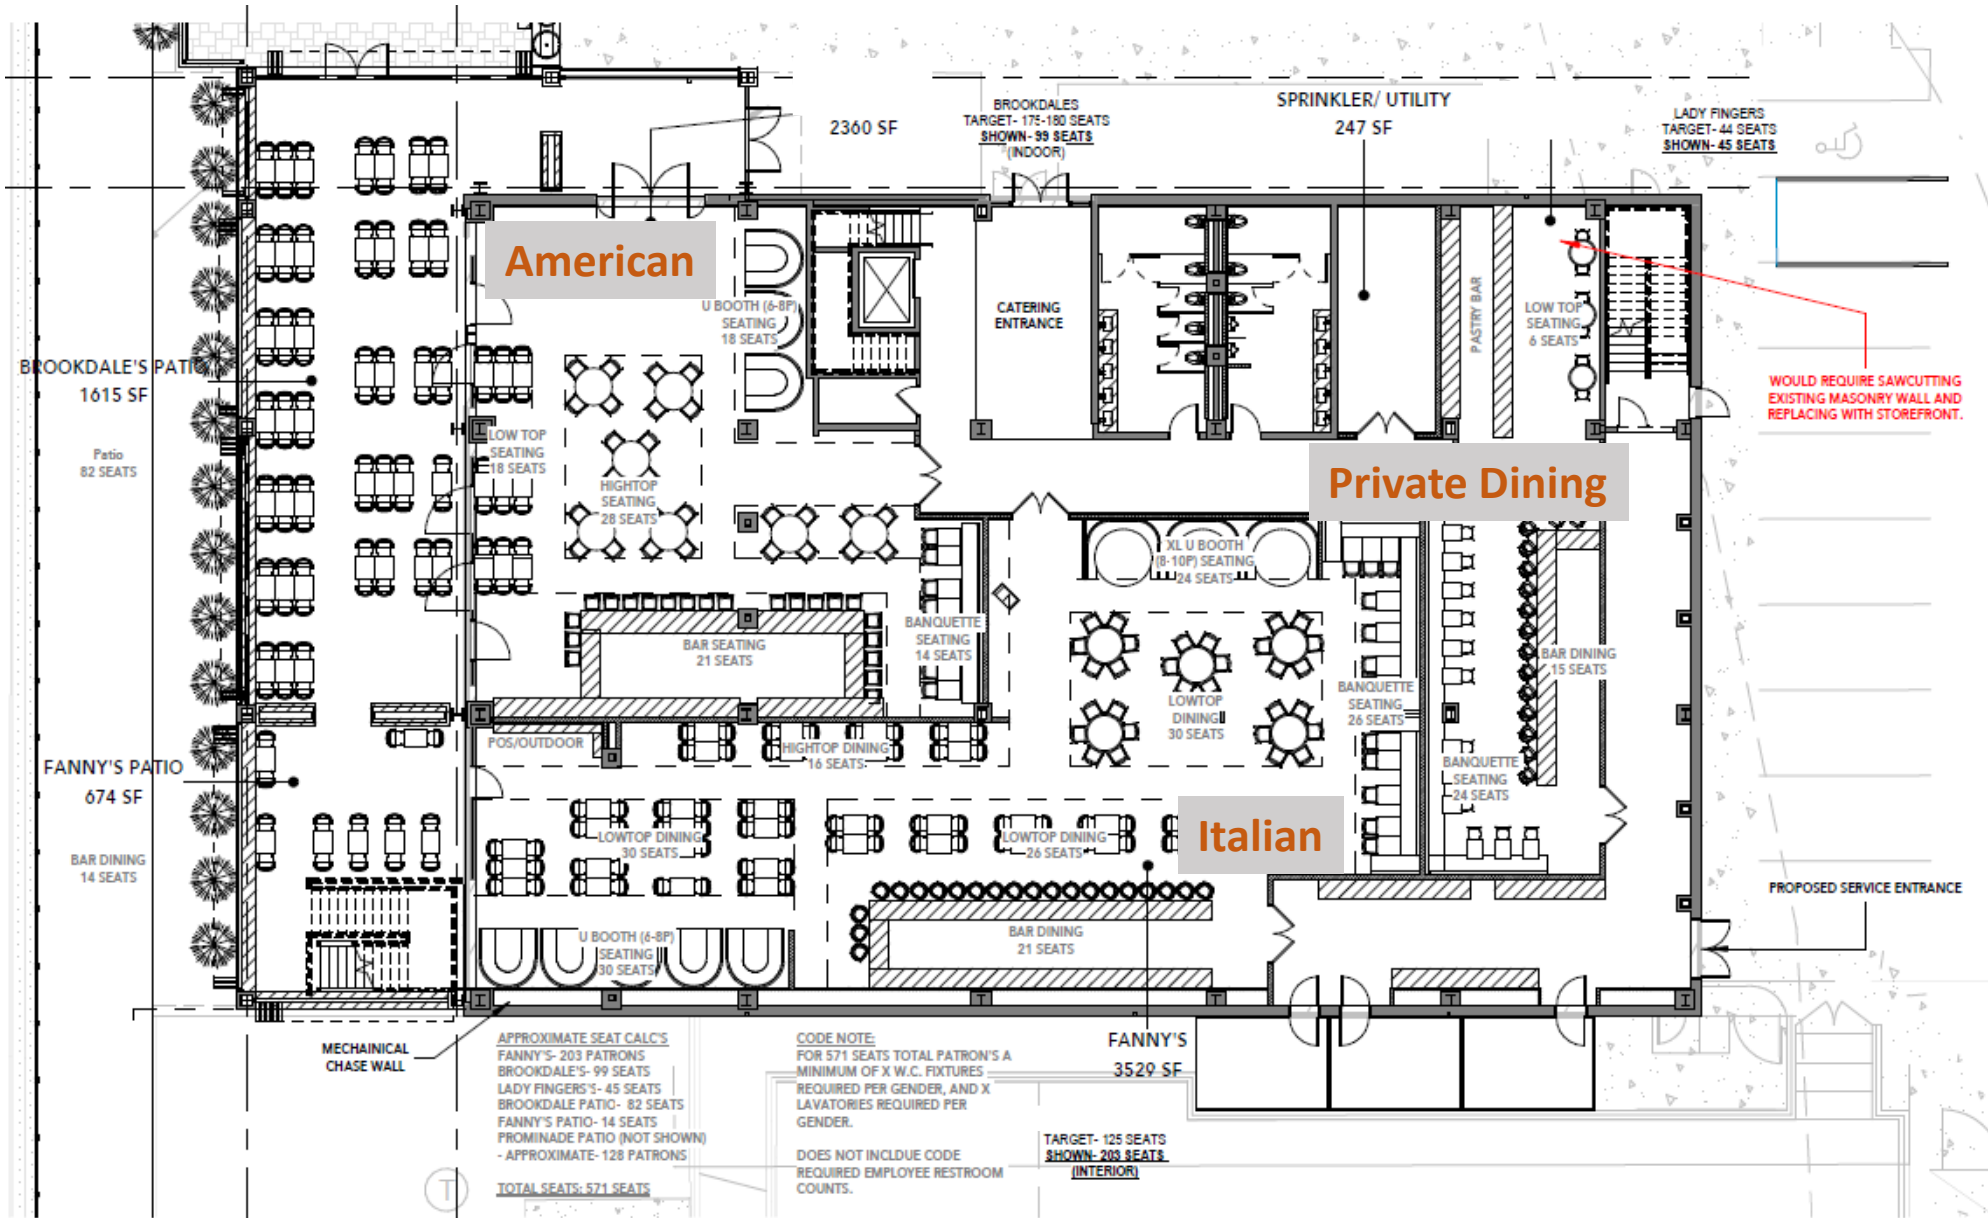 2360 SF
BROOKDALES
TARGET- 175-180 SEATS
SHOWN- 99 SEATS
(INDOOR)
SPRINKLER/ UTILITY
247 SF
LADY FINGERS
TARGET- 44 SEATS
SHOWN- 45 SEATS
American
U BOOTH (6-8P)
SEATING
18 SEATS
CATERING
ENTRANCE
PASTRY BAR
LOW TOP
SEATING
6 SEATS
BROOKDALE'S PATIO
1615 SF
Patio
82 SEATS
WOULD REQUIRE SAWCUTTING
EXISTING MASONRY WALL AND
REPLACING WITH STOREFRONT.
LOW TOP
SEATING
18 SEATS
HIGHTOP
SEATING
28 SEATS
Private Dining
XL U BOOTH
(8-10P) SEATING
24 SEATS
BAR SEATING
21 SEATS
BANQUETTE
SEATING
14 SEATS
LOWTOP
DINING
30 SEATS
BANQUETTE
SEATING
26 SEATS
BAR DINING
15 SEATS
BANQUETTE
SEATING
24 SEATS
POS/OUTDOOR
HIGHTOP DINING
16 SEATS
FANNY'S PATIO
674 SF
BAR DINING
14 SEATS
LOWTOP DINING
30 SEATS
LOWTOP DINING
26 SEATS
Italian
U BOOTH (6-8P)
SEATING
30 SEATS
BAR DINING
21 SEATS
PROPOSED SERVICE ENTRANCE
MECHAINICAL
CHASE WALL
APPROXIMATE SEAT CALC'S
FANNY'S- 203 PATRONS
BROOKDALE'S- 99 SEATS
LADY FINGERS'S- 45 SEATS
BROOKDALE PATIO- 82 SEATS
FANNY'S PATIO- 14 SEATS
PROMINADE PATIO (NOT SHOWN)
- APPROXIMATE- 128 PATRONS
TOTAL SEATS: 571 SEATS
CODE NOTE:
FOR 571 SEATS TOTAL PATRON'S A
MINIMUM OF X W.C. FIXTURES
REQUIRED PER GENDER, AND X
LAVATORIES REQUIRED PER
GENDER.
DOES NOT INCLDUE CODE
REQUIRED EMPLOYEE RESTROOM
COUNTS.
FANNY'S
3529 SF
TARGET- 125 SEATS
SHOWN- 203 SEATS
(INTERIOR)
T